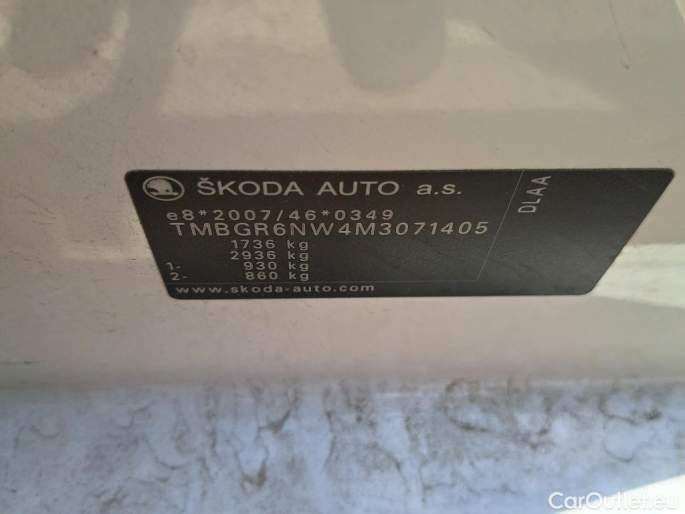 ŠKODA AUTO a.s.
e8*2007/46*0349
TMBGR6NW4M3071405
1736 kg
2936 kg
1- 930 kg
2- 860 kg
www.skoda-auto.com
DLAA
CarOutlet.eu